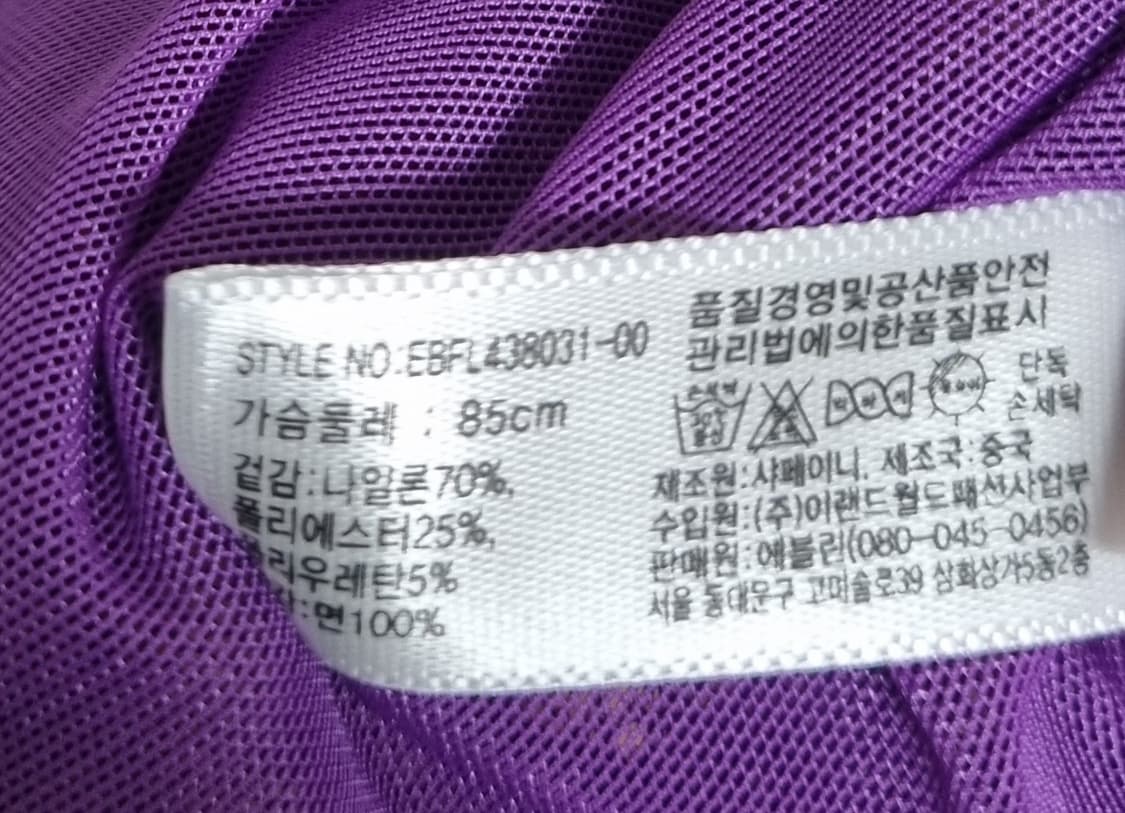 STYLE NO:EBFL438031-00
가슴둘레 : 85cm
겉감:나일론70%,
폴리에스터25%,
폴리우레탄5%
:면100%
품질경영및공산품안전
관리법에의한품질표시
단독
손세탁
제조원:샤페이니, 제조국:중국
수입원:(주)이랜드월드패션사업부
판매원:에블린(080-045-0456)
서울 동대문구 고미술로39 삼화상가5동2층